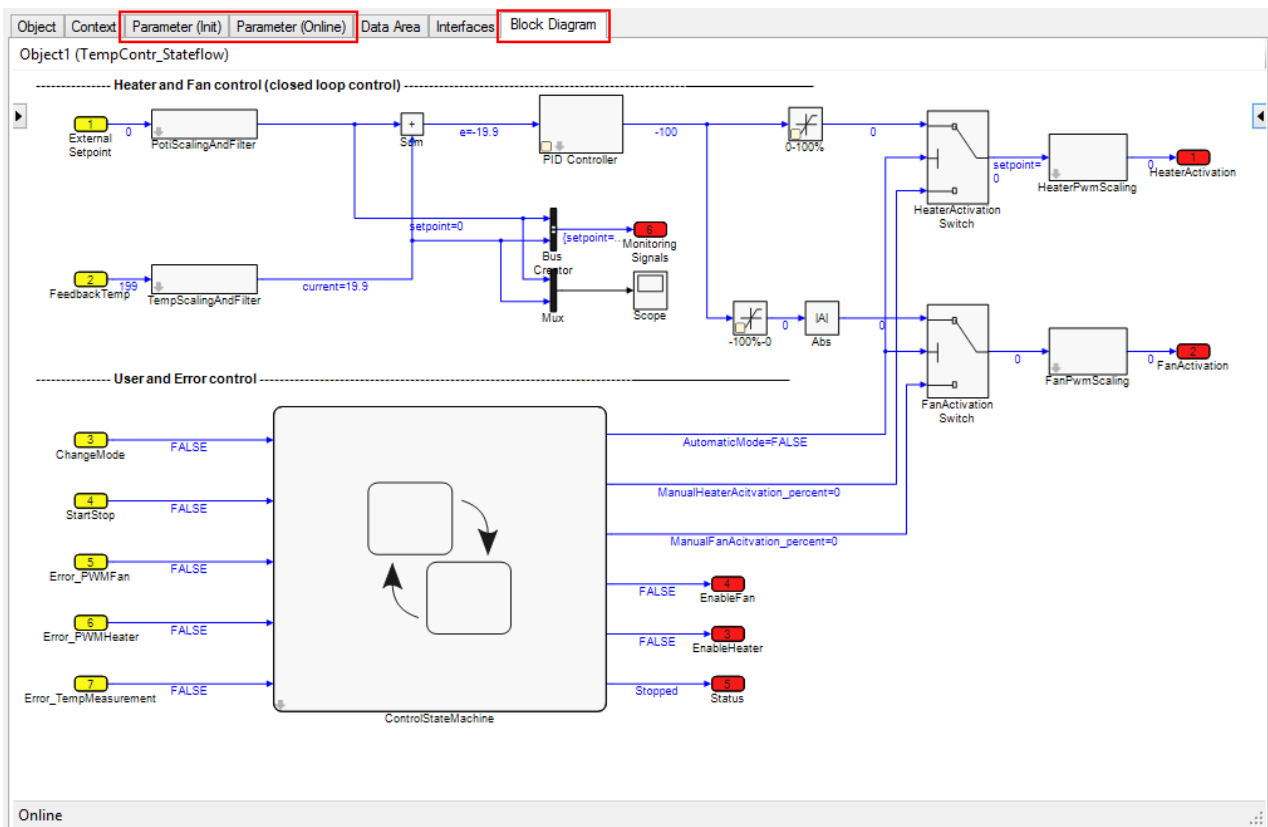 Object Context Parameter (Init) Parameter (Online) Data Area Interfaces Block Diagram
Object1 (TempContr_Stateflow)
--------------- Heater and Fan control (closed loop control) ---------------
1
External
Setpoint
0
PotiScalingAndFilter
+
Sum
e=-19.9
PID Controller
-100
0-100%
0
HeaterActivation
Switch
setpoint=
0
HeaterPwmScaling
0
1
HeaterActivation
setpoint=0
Bus
Creator
{setpoint=...
6
Monitoring
Signals
2
FeedbackTemp
199
TempScalingAndFilter
current=19.9
Mux
Scope
-100%-0
0
|A|
Abs
0
FanActivation
Switch
0
FanPwmScaling
0
2
FanActivation
--------------- User and Error control ---------------
3
ChangeMode
FALSE
4
StartStop
FALSE
5
Error_PWMFan
FALSE
6
Error_PWMHeater
FALSE
7
Error_TempMeasurement
FALSE
ControlStateMachine
AutomaticMode=FALSE
ManualHeaterAcitvation_percent=0
ManualFanAcitvation_percent=0
FALSE
4
EnableFan
FALSE
3
EnableHeater
Stopped
5
Status
Online